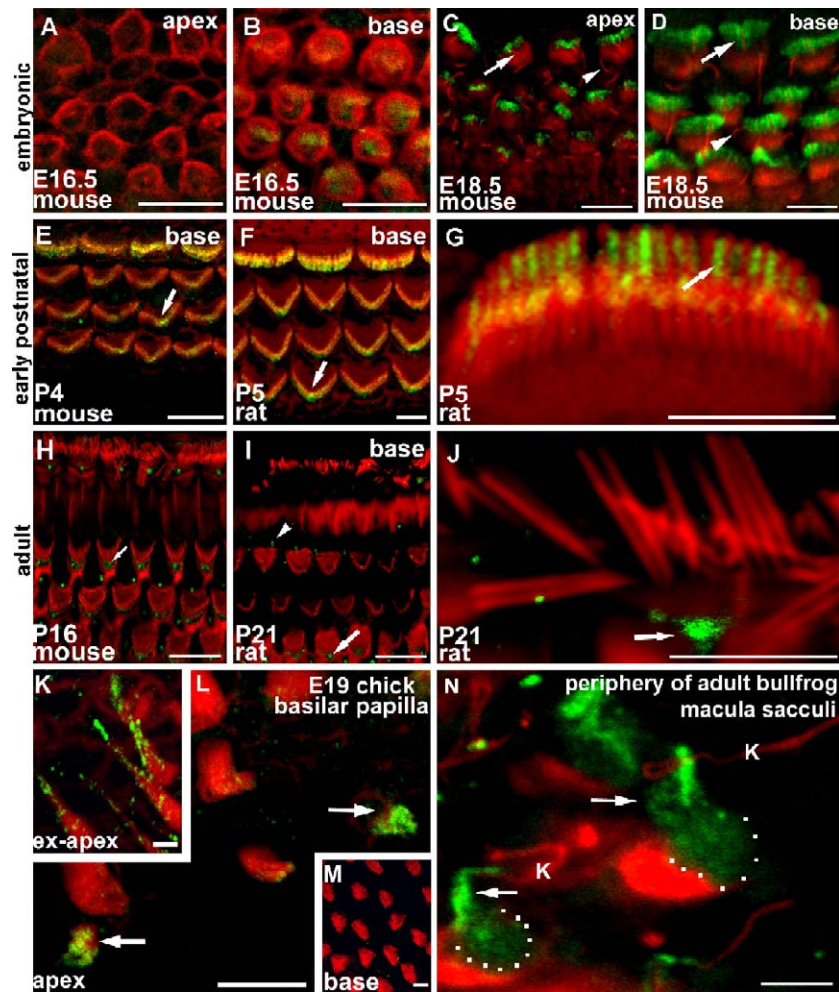 embryonic
A
apex
E16.5
mouse
B
base
E16.5
mouse
C
apex
E18.5
mouse
D
base
E18.5
mouse
early postnatal
E
base
P4
mouse
F
base
P5
rat
G
P5
rat
adult
H
P16
mouse
I
base
P21
rat
J
P21
rat
K
ex-apex
L
E19 chick
basilar papilla
apex
M
base
N
periphery of adult bullfrog
macula sacculi
K
K